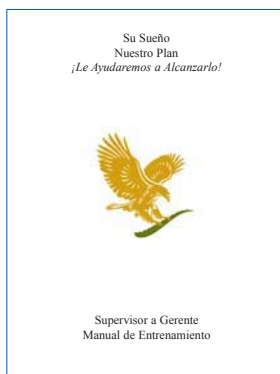 Su Sueño
Nuestro Plan
¡Le Ayudaremos a Alcanzarlo!
Supervisor a Gerente
Manual de Entrenamiento